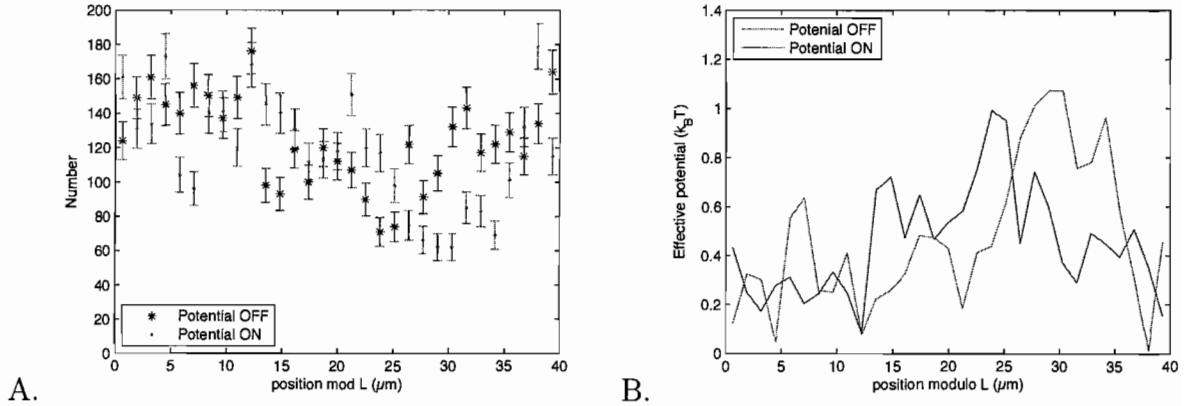 200
180
160
140
120
100
80
60
40
20
0
Number
Potential OFF
Potential ON
0 5 10 15 20 25 30 35 40
position mod L (µm)
A.
1.4
1.2
1
0.8
0.6
0.4
0.2
0
Effective potential (k_BT)
Potenial OFF
Potential ON
0 5 10 15 20 25 30 35 40
position modulo L (µm)
B.